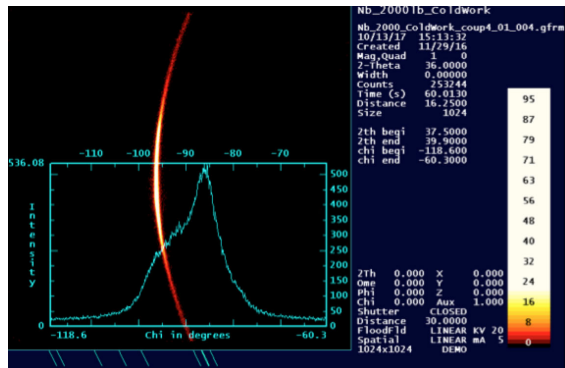 Nb_2000lb_ColdWork
Nb_2000_ColdWork_coup4_01_004.gfrm
10/13/17 15:13:32
Created 11/29/16
Mag,Quad 1 0
2-Theta 36.0000
Width 0.00000
Counts 253244
Time (s) 60.0130
Distance 16.2500
Size 1024
2th begi 37.5000
2th end 39.9000
chi begi -118.600
chi end -60.3000
-110 -100 -90 -80 -70
536.08
500
450
400
350
300
250
200
150
100
50
0
0
Intensity
-118.6 Chi in degrees -60.3
95
87
79
71
63
56
48
40
32
24
16
8
0
2Th 0.000 X 0.000
Ome 0.000 Y 0.000
Phi 0.000 Z 0.000
Chi 0.000 Aux 1.000
Shutter CLOSED
Distance 30.0000
FloodFld LINEAR KV 20
Spatial LINEAR mA 5
1024x1024 DEMO